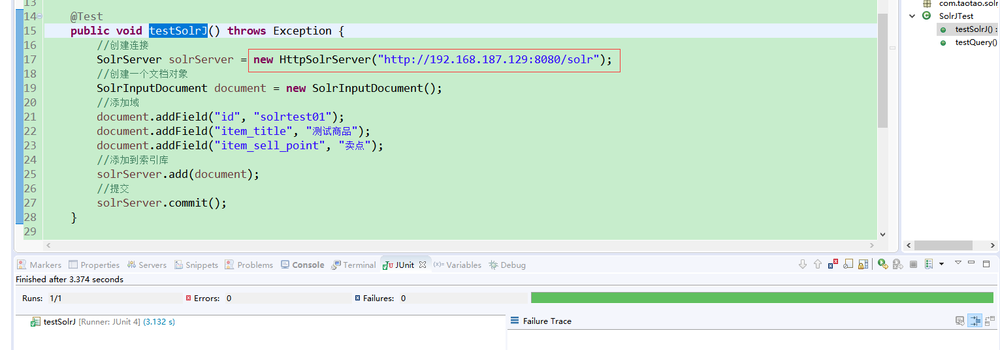 13
com.taotao.solr
14 @Test
SolrJTest
15 public void testSolrJ() throws Exception {
testSolrJ() :
16 //创建连接
testQuery()
17 SolrServer solrServer = new HttpSolrServer("http://192.168.187.129:8080/solr");
18 //创建一个文档对象
19 SolrInputDocument document = new SolrInputDocument();
20 //添加域
21 document.addField("id", "solrtest01");
22 document.addField("item_title", "测试商品");
23 document.addField("item_sell_point", "卖点");
24 //添加到索引库
25 solrServer.add(document);
26 //提交
27 solrServer.commit();
28 }
29
Markers Properties Servers Snippets Problems Console Terminal JUnit Variables Debug
Finished after 3.374 seconds
Runs: 1/1 Errors: 0 Failures: 0
testSolrJ [Runner: JUnit 4] (3.132 s)
Failure Trace